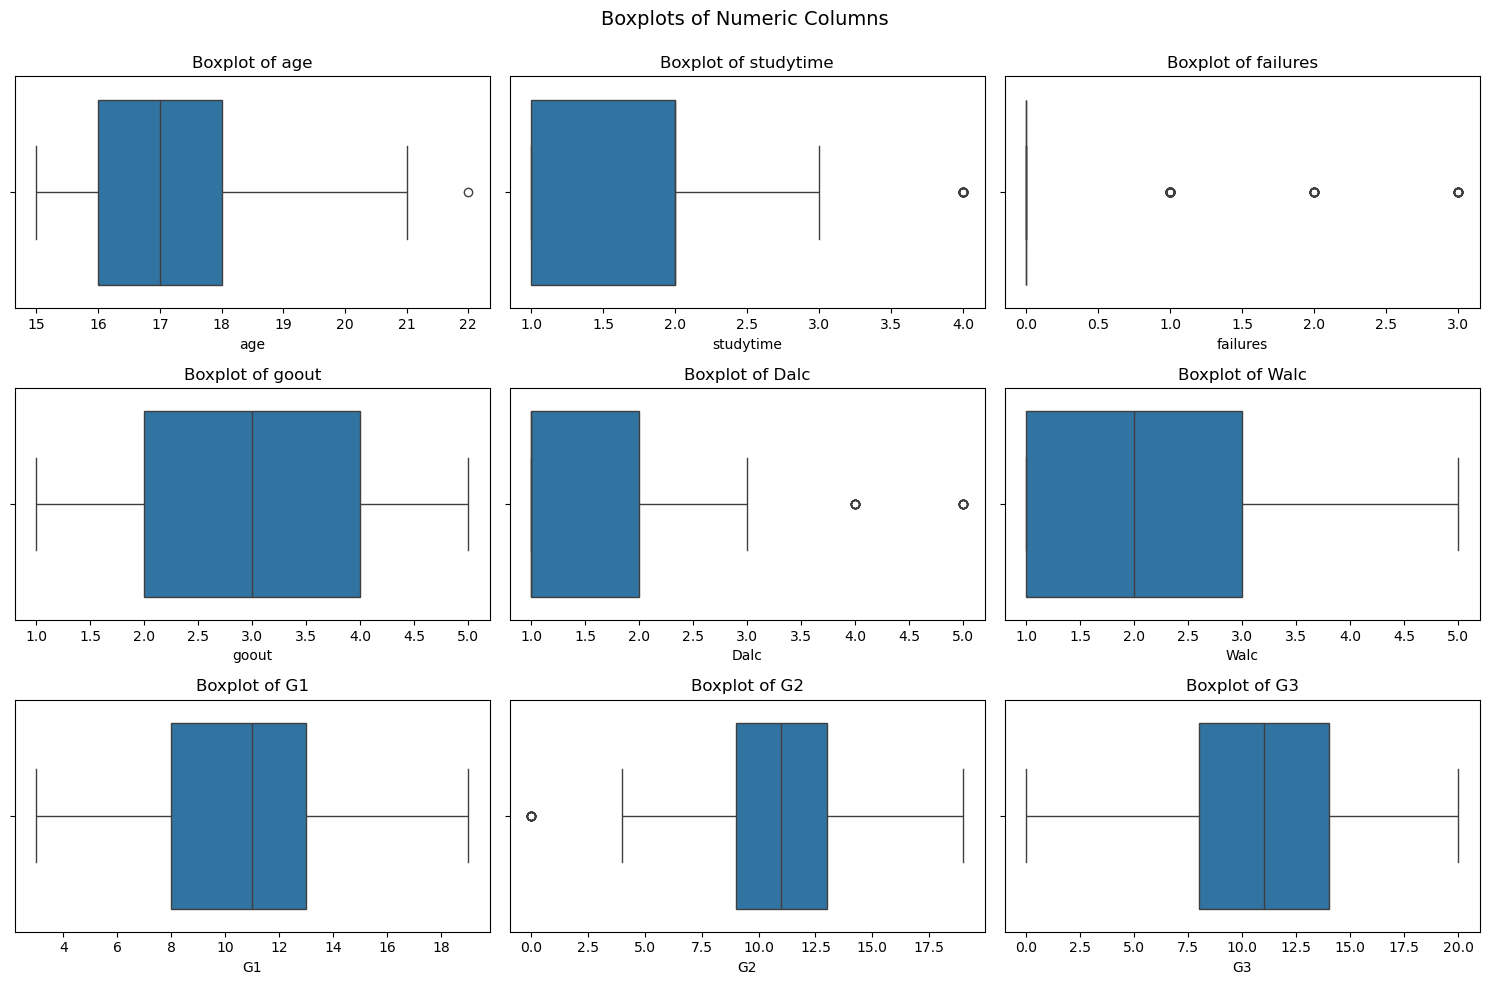 Boxplots of Numeric Columns
Boxplot of age
Boxplot of studytime
Boxplot of failures
15 16 17 18 19 20 21 22
1.0 1.5 2.0 2.5 3.0 3.5 4.0
0.0 0.5 1.0 1.5 2.0 2.5 3.0
age
studytime
failures
Boxplot of goout
Boxplot of Dalc
Boxplot of Walc
1.0 1.5 2.0 2.5 3.0 3.5 4.0 4.5 5.0
1.0 1.5 2.0 2.5 3.0 3.5 4.0 4.5 5.0
1.0 1.5 2.0 2.5 3.0 3.5 4.0 4.5 5.0
goout
Dalc
Walc
Boxplot of G1
Boxplot of G2
Boxplot of G3
4 6 8 10 12 14 16 18
0.0 2.5 5.0 7.5 10.0 12.5 15.0 17.5
0.0 2.5 5.0 7.5 10.0 12.5 15.0 17.5 20.0
G1
G2
G3